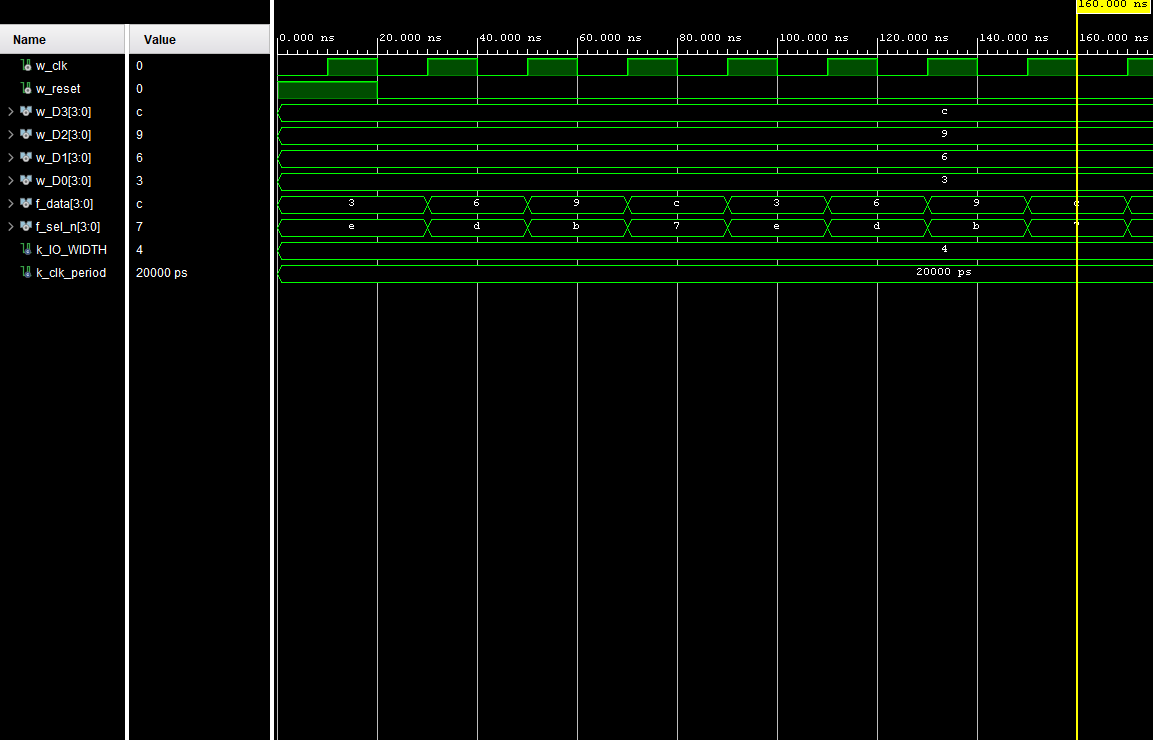 160.000 ns
Name Value
0.000 ns 20.000 ns 40.000 ns 60.000 ns 80.000 ns 100.000 ns 120.000 ns 140.000 ns 160.000 ns
w_clk 0
w_reset 0
w_D3[3:0] c c
w_D2[3:0] 9 9
w_D1[3:0] 6 6
w_D0[3:0] 3 3
f_data[3:0] c 3 6 9 c 3 6 9 c
f_sel_n[3:0] 7 e d b 7 e d b 7
k_IO_WIDTH 4 4
k_clk_period 20000 ps 20000 ps